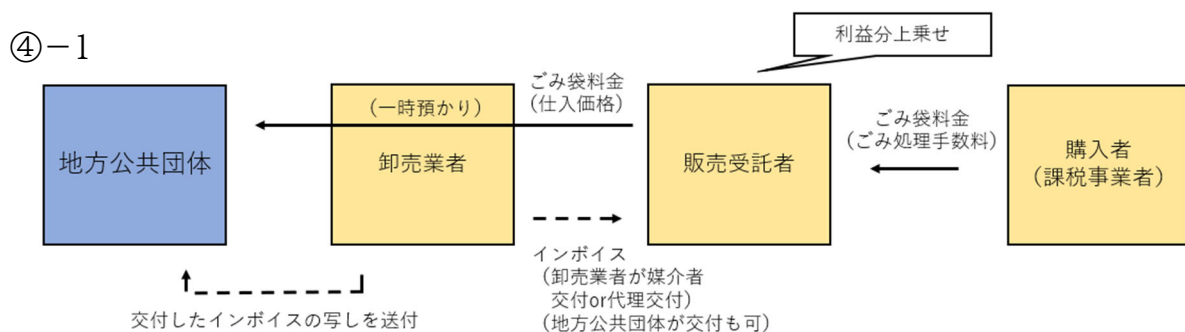 ④－1
利益分上乗せ
ごみ袋料金
（仕入価格）
（一時預かり）
ごみ袋料金
（ごみ処理手数料）
地方公共団体
卸売業者
販売受託者
購入者
（課税事業者）
インボイス
（卸売業者が媒介者
交付or代理交付）
（地方公共団体が交付も可）
交付したインボイスの写しを送付